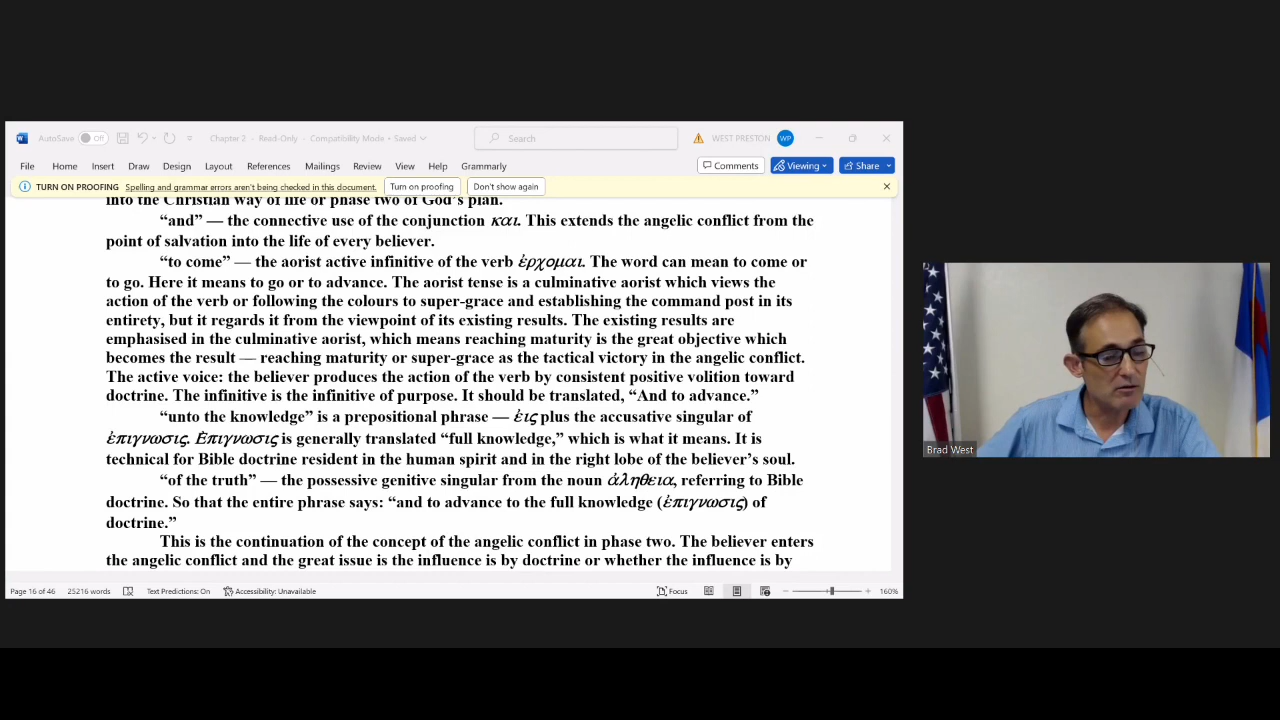 AutoSave Off Chapter 2 - Read-Only - Compatibility Mode • Saved Search WEST PRESTON WP
File Home Insert Draw Design Layout References Mailings Review View Help Grammarly Comments Viewing Share
TURN ON PROOFING Spelling and grammar errors aren't being checked in this document. Turn on proofing Don't show again
into the Christian way of life or phase two of God's plan.
“and” — the connective use of the conjunction και. This extends the angelic conflict from the
point of salvation into the life of every believer.
“to come” — the aorist active infinitive of the verb ἐρχομαι. The word can mean to come or
to go. Here it means to go or to advance. The aorist tense is a culminative aorist which views the
action of the verb or following the colours to super-grace and establishing the command post in its
entirety, but it regards it from the viewpoint of its existing results. The existing results are
emphasised in the culminative aorist, which means reaching maturity is the great objective which
becomes the result — reaching maturity or super-grace as the tactical victory in the angelic conflict.
The active voice: the believer produces the action of the verb by consistent positive volition toward
doctrine. The infinitive is the infinitive of purpose. It should be translated, “And to advance.”
“unto the knowledge” is a prepositional phrase — ἐις plus the accusative singular of
ἐπιγνωσις. Ἐπιγνωσις is generally translated “full knowledge,” which is what it means. It is
technical for Bible doctrine resident in the human spirit and in the right lobe of the believer’s soul.
“of the truth” — the possessive genitive singular from the noun ἀληθεια, referring to Bible
doctrine. So that the entire phrase says: “and to advance to the full knowledge (ἐπιγνωσις) of
doctrine.”
This is the continuation of the concept of the angelic conflict in phase two. The believer enters
the angelic conflict and the great issue is the influence is by doctrine or whether the influence is by
Page 16 of 46 25216 words Text Predictions: On Accessibility: Unavailable Focus 160%
Brad West